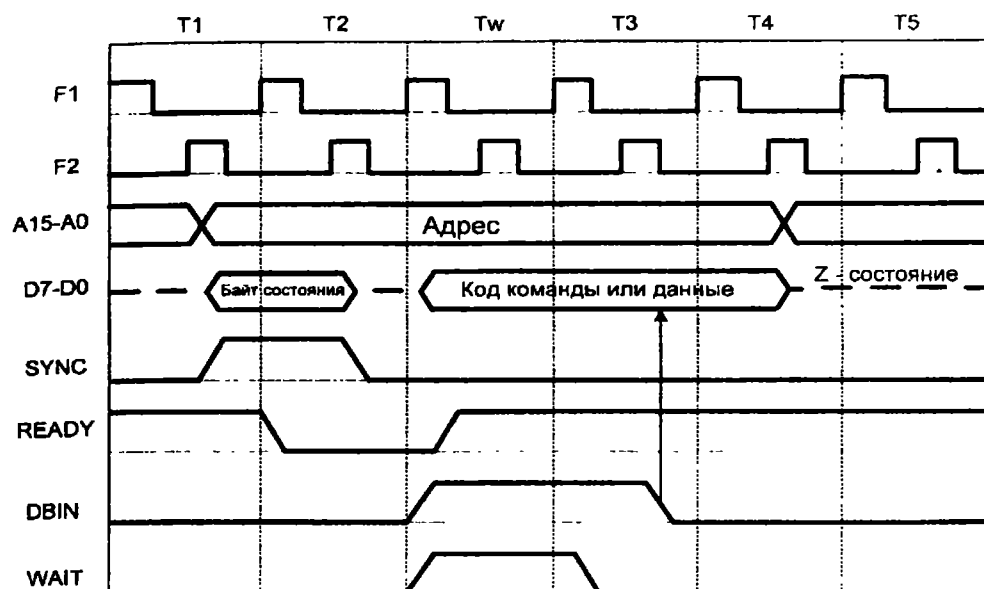 T1 T2 Tw T3 T4 T5
F1
F2
A15-A0 Адрес
D7-D0 Байт состояния Код команды или данные Z - состояние
SYNC
READY
DBIN
WAIT